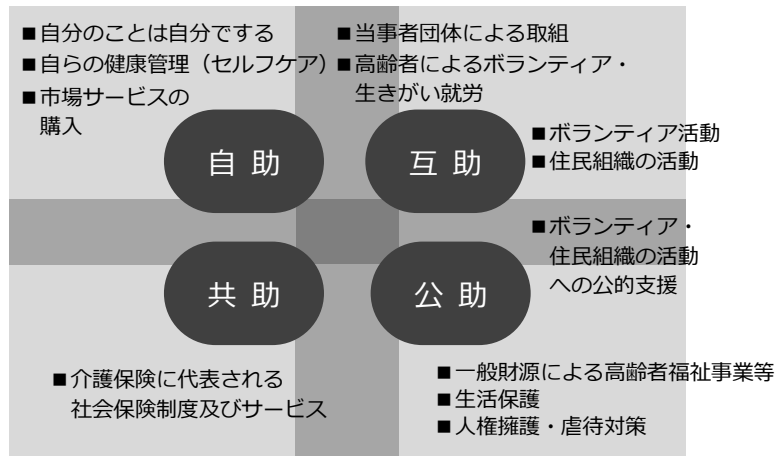 ■自分のことは自分でする
■自らの健康管理（セルフケア）
■市場サービスの
購入
■当事者団体による取組
■高齢者によるボランティア・
生きがい就労
自助
互助
■ボランティア活動
■住民組織の活動
■ボランティア・
住民組織の活動
への公的支援
共助
公助
■介護保険に代表される
社会保険制度及びサービス
■一般財源による高齢者福祉事業等
■生活保護
■人権擁護・虐待対策